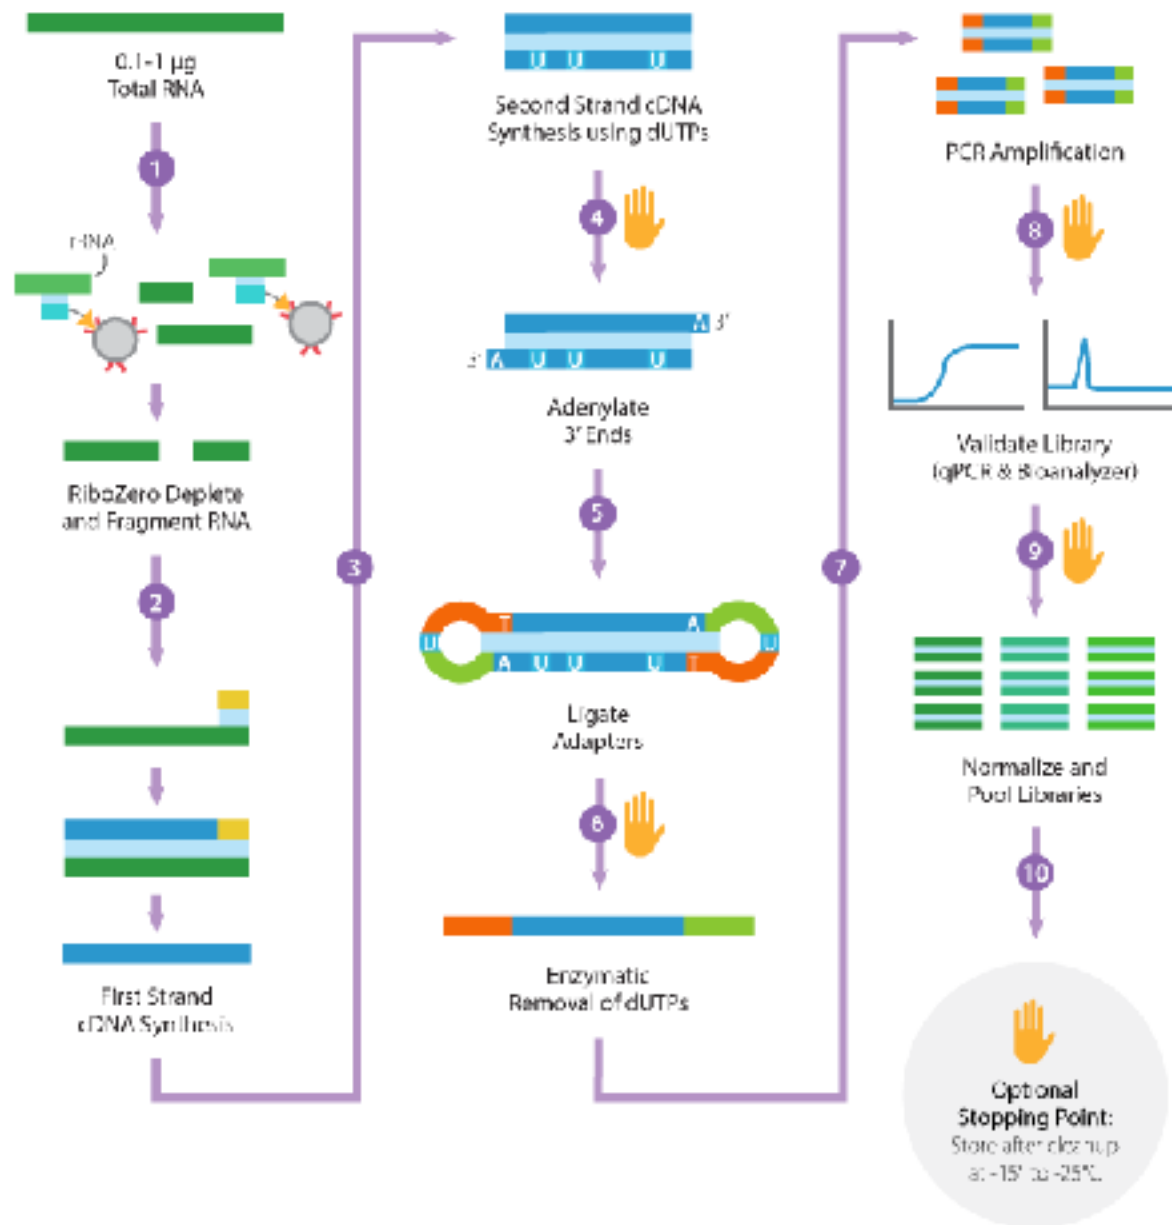 0.1-1 µg
Total RNA
1
rRNA
RiboZero Deplete
and Fragment RNA
2
First Strand
cDNA Synthesis
3
U U U
Second Strand cDNA
Synthesis using dUTPs
4
A 3'
3' A U U U
Adenylate
3' Ends
5
T A
U U
A U U U T
Ligate
Adapters
6
Enzymatic
Removal of dUTPs
7
PCR Amplification
8
Validate Library
(qPCR & Bioanalyzer)
9
Normalize and
Pool Libraries
10
Optional
Stopping Point:
Store after cleanup
at -15° to -25°C